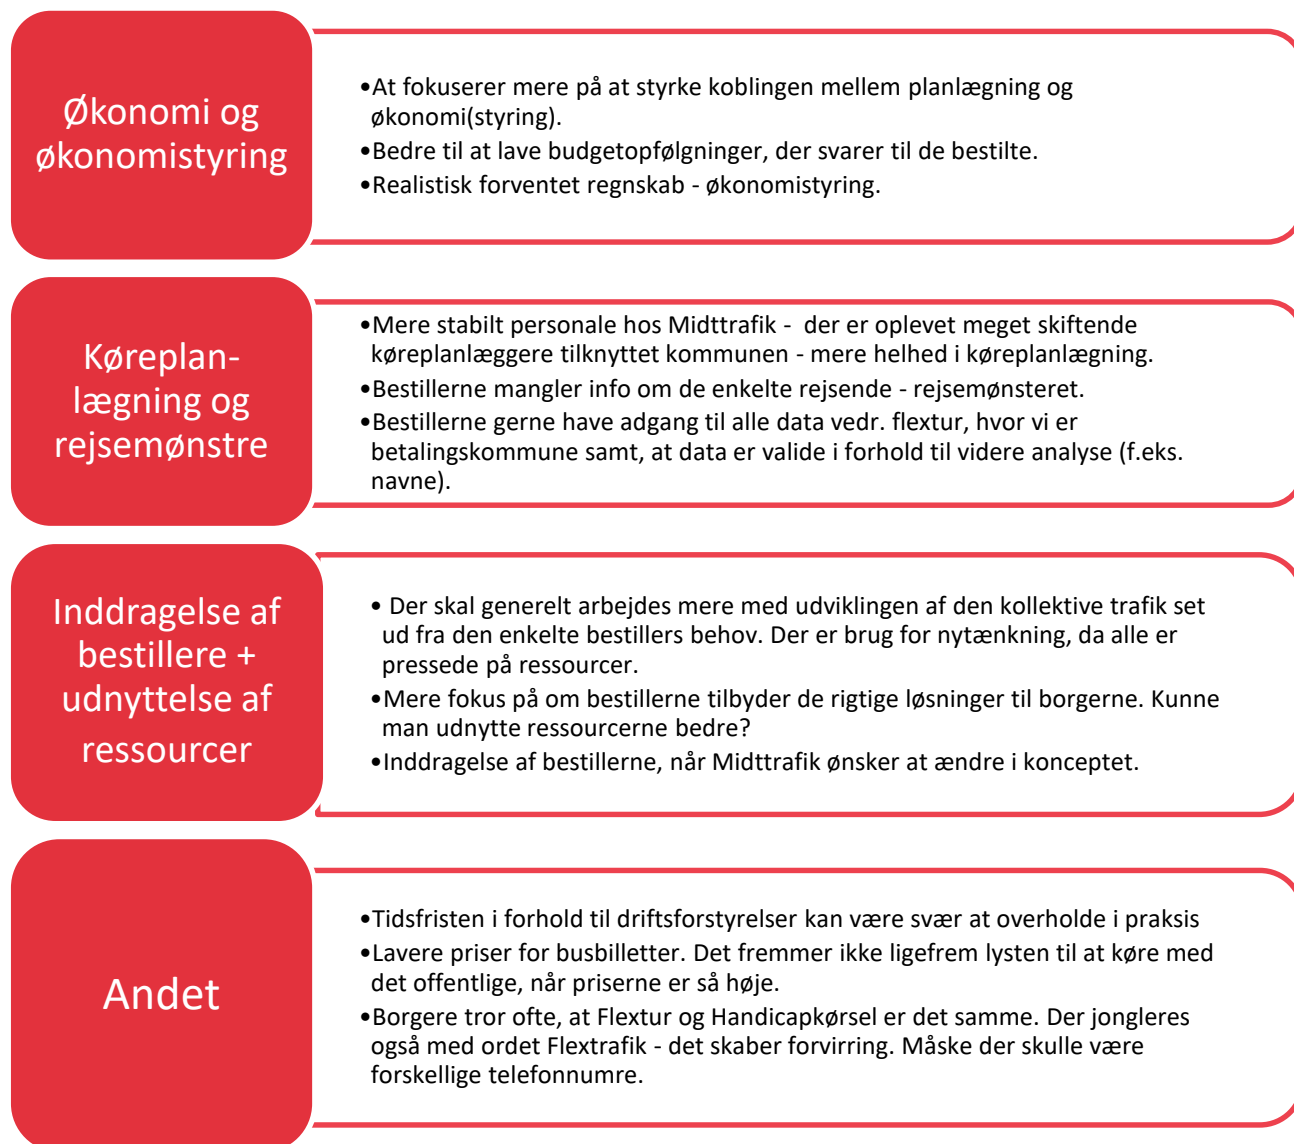 Økonomi og
økonomistyring
•At fokuserer mere på at styrke koblingen mellem planlægning og
økonomi(styring).
•Bedre til at lave budgetopfølgninger, der svarer til de bestilte.
•Realistisk forventet regnskab - økonomistyring.
Køreplan-
lægning og
rejsemønstre
•Mere stabilt personale hos Midttrafik - der er oplevet meget skiftende
køreplanlæggere tilknyttet kommunen - mere helhed i køreplanlægning.
•Bestillerne mangler info om de enkelte rejsende - rejsemønsteret.
•Bestillerne gerne have adgang til alle data vedr. flextur, hvor vi er
betalingskommune samt, at data er valide i forhold til videre analyse (f.eks.
navne).
Inddragelse af
bestillere +
udnyttelse af
ressourcer
• Der skal generelt arbejdes mere med udviklingen af den kollektive trafik set
ud fra den enkelte bestillers behov. Der er brug for nytænkning, da alle er
pressede på ressourcer.
•Mere fokus på om bestillerne tilbyder de rigtige løsninger til borgerne. Kunne
man udnytte ressourcerne bedre?
•Inddragelse af bestillerne, når Midttrafik ønsker at ændre i konceptet.
Andet
•Tidsfristen i forhold til driftsforstyrelser kan være svær at overholde i praksis
•Lavere priser for busbilletter. Det fremmer ikke ligefrem lysten til at køre med
det offentlige, når priserne er så høje.
•Borgere tror ofte, at Flextur og Handicapkørsel er det samme. Der jongleres
også med ordet Flextrafik - det skaber forvirring. Måske der skulle være
forskellige telefonnumre.